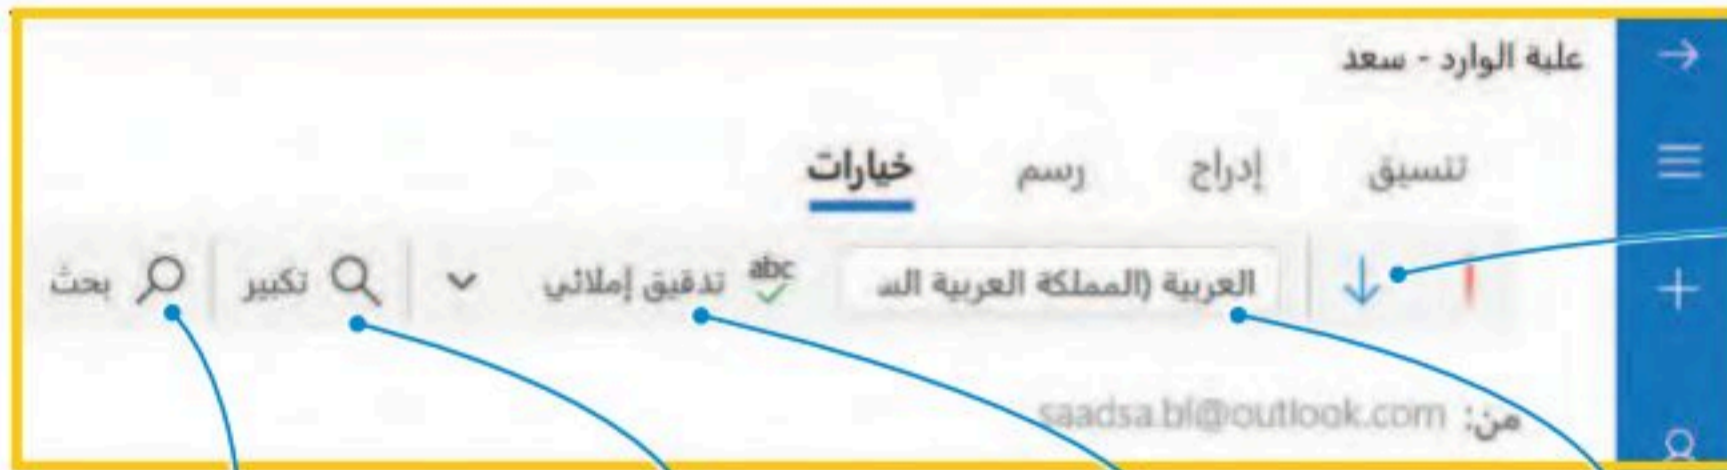 علبة الوارد - سعد
تنسيق إدراج رسم خيارات
العربية (المملكة العربية الس abc تدقيق إملائي تكبير بحث
من: saadsa.bl@outlook.com